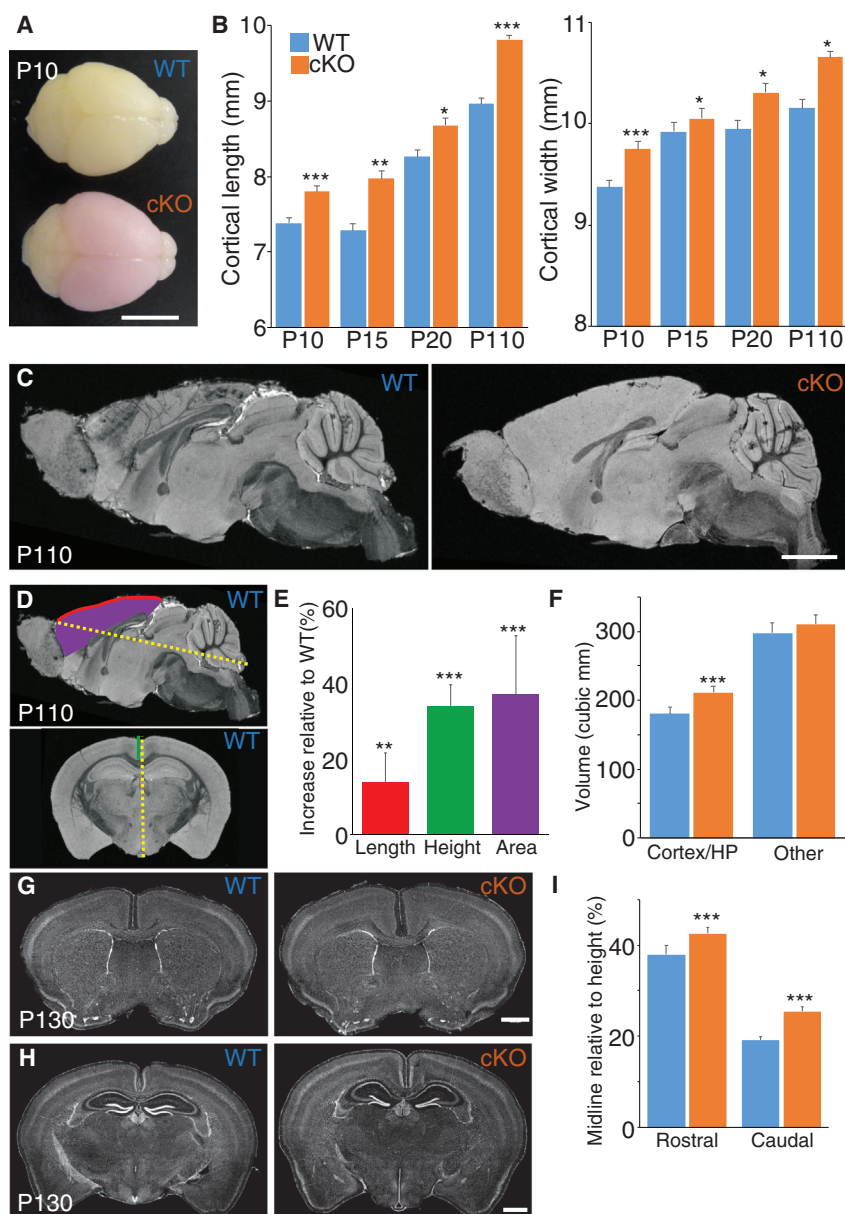 A
P10
WT
cKO
B
Cortical length (mm)
10
9
8
7
6
WT
cKO
***
**
*
***
P10
P15
P20
P110
Cortical width (mm)
11
10
9
8
***
*
*
*
P10
P15
P20
P110
C
WT
P110
cKO
D
WT
P110
WT
E
Increase relative to WT(%)
60
40
20
0
**
***
***
Length
Height
Area
F
Volume (cubic mm)
300
200
100
0
***
Cortex/HP
Other
G
WT
P130
cKO
H
WT
P130
cKO
I
Midline relative to height (%)
40
20
0
***
***
Rostral
Caudal